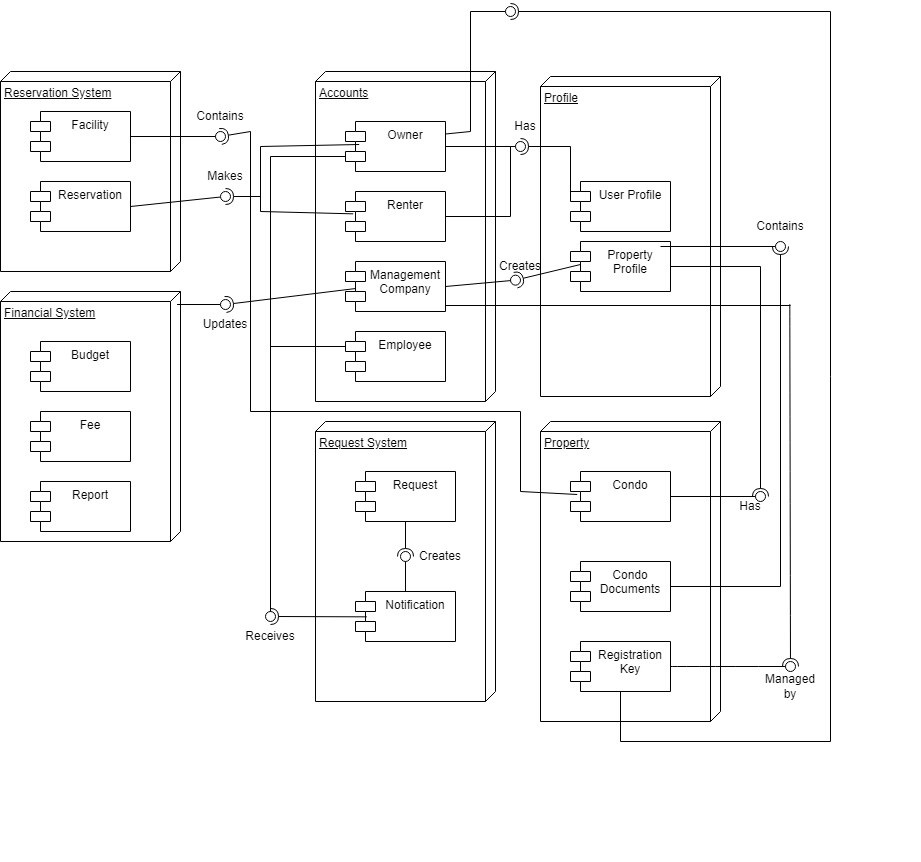 Reservation System
Facility
Reservation
Contains
Makes
Accounts
Owner
Renter
Management
Company
Employee
Has
Creates
Profile
User Profile
Property
Profile
Contains
Financial System
Updates
Budget
Fee
Report
Request System
Request
Creates
Notification
Receives
Property
Condo
Has
Condo
Documents
Registration
Key
Managed
by